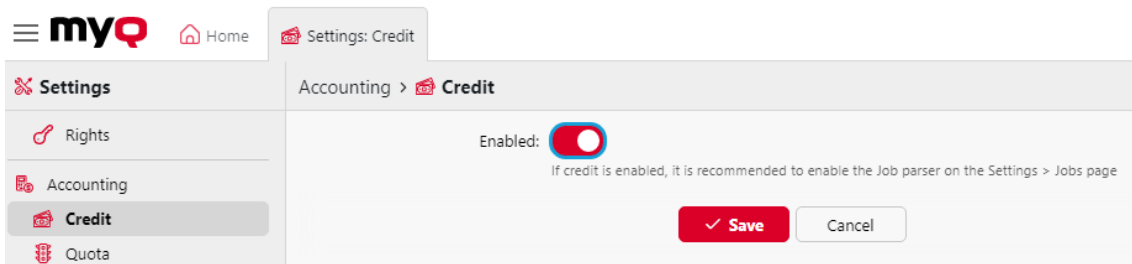 myQ Home Settings: Credit
Settings
Accounting > Credit
Rights
Enabled:
If credit is enabled, it is recommended to enable the Job parser on the Settings > Jobs page
Accounting
Credit
Save Cancel
Quota